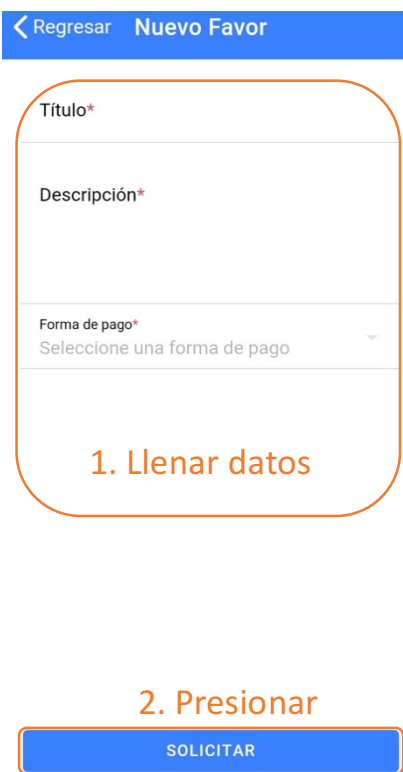 Regresar Nuevo Favor
Título*
Descripción*
Forma de pago*
Seleccione una forma de pago
1. Llenar datos
2. Presionar
SOLICITAR